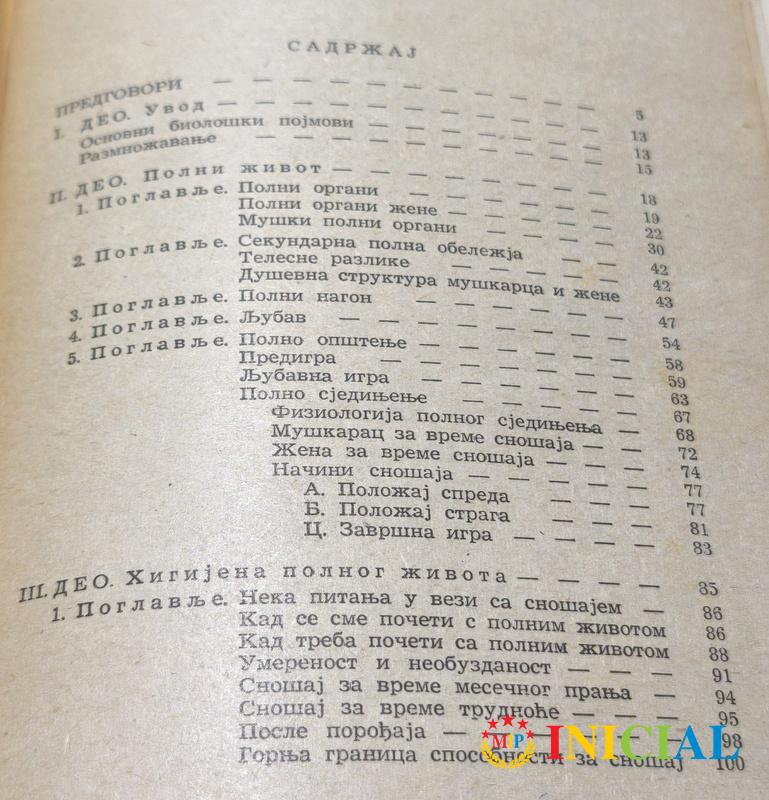 САДРЖАЈ
ПРЕДГОВОРИ — — — — — — — — — — — 5
I. ДЕО. Увод — — — — — — — — — — 13
Основни биолошки појмови — — — — — — 13
Размножавање — — — — — — — — — 15
II. ДЕО. Полни живот — — — — — — — — 18
1. Поглавље. Полни органи — — — — — — 19
Полни органи жене — — — — — 22
Мушки полни органи — — — — 30
2. Поглавље. Секундарна полна обележја — — — 42
Телесне разлике — — — — — 42
Душевна структура мушкарца и жене 43
3. Поглавље. Полни нагон — — — — — — 47
4. Поглавље. Љубав — — — — — — — — 54
5. Поглавље. Полно општење — — — — — — 58
Предигра — — — — — — — 59
Љубавна игра — — — — — — 63
Полно сједињење — — — — — 67
Физиологија полног сједињења — 68
Мушкарац за време сношаја — — 72
Жена за време сношаја — — — 74
Начини сношаја — — — — — 77
А. Положај спреда — — — 77
Б. Положај страга — — — 81
Ц. Завршна игра — — — — 83
III. ДЕО. Хигијена полног живота — — — — 85
1. Поглавље. Нека питања у вези са сношајем — 86
Кад се сме почети с полним животом 86
Кад треба почети са полним животом 88
Умереност и необузданост — — — 91
Сношај за време месечног прања — 94
Сношај за време трудноће — — — 95
После порођаја — — — — — — 98
Горња граница способности за сношај 100
MP INICIAL